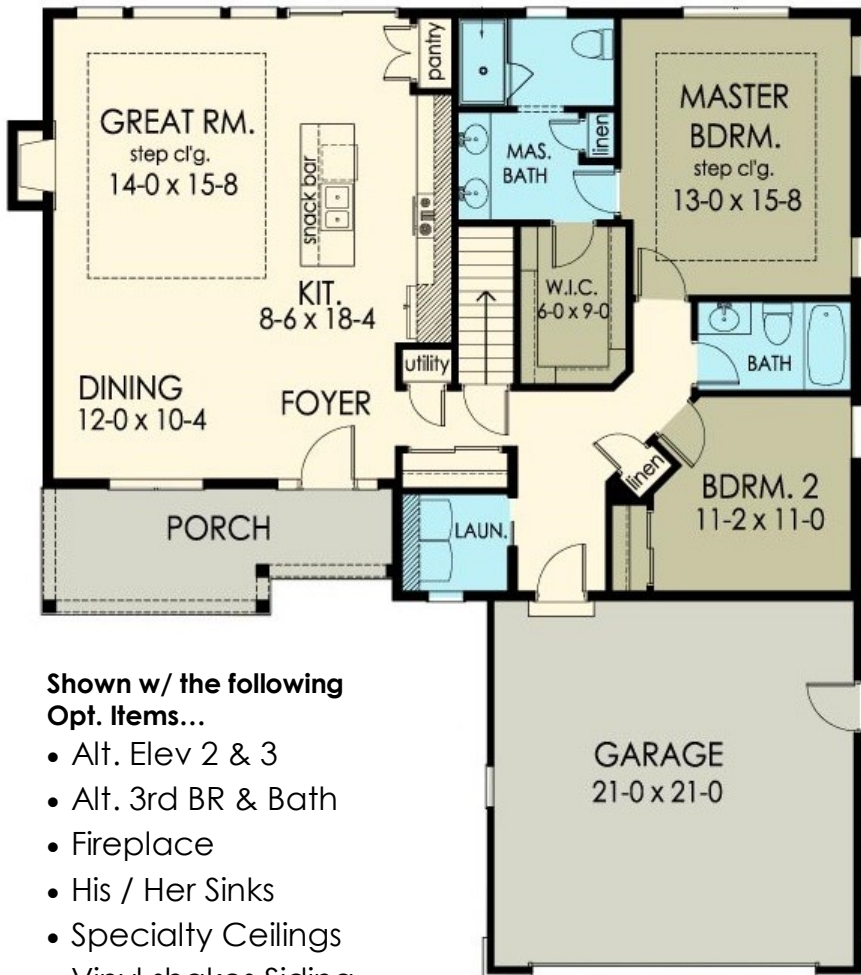 pantry
GREAT RM.
step cl'g.
14-0 x 15-8
snack bar
MAS.
BATH
linen
MASTER
BDRM.
step cl'g.
13-0 x 15-8
KIT.
8-6 x 18-4
W.I.C.
6-0 x 9-0
utility
BATH
DINING
12-0 x 10-4
FOYER
linen
BDRM. 2
11-2 x 11-0
PORCH
LAUN.
Shown w/ the following
Opt. Items...
• Alt. Elev 2 & 3
• Alt. 3rd BR & Bath
• Fireplace
• His / Her Sinks
• Specialty Ceilings
• Vinyl shakes Siding
GARAGE
21-0 x 21-0